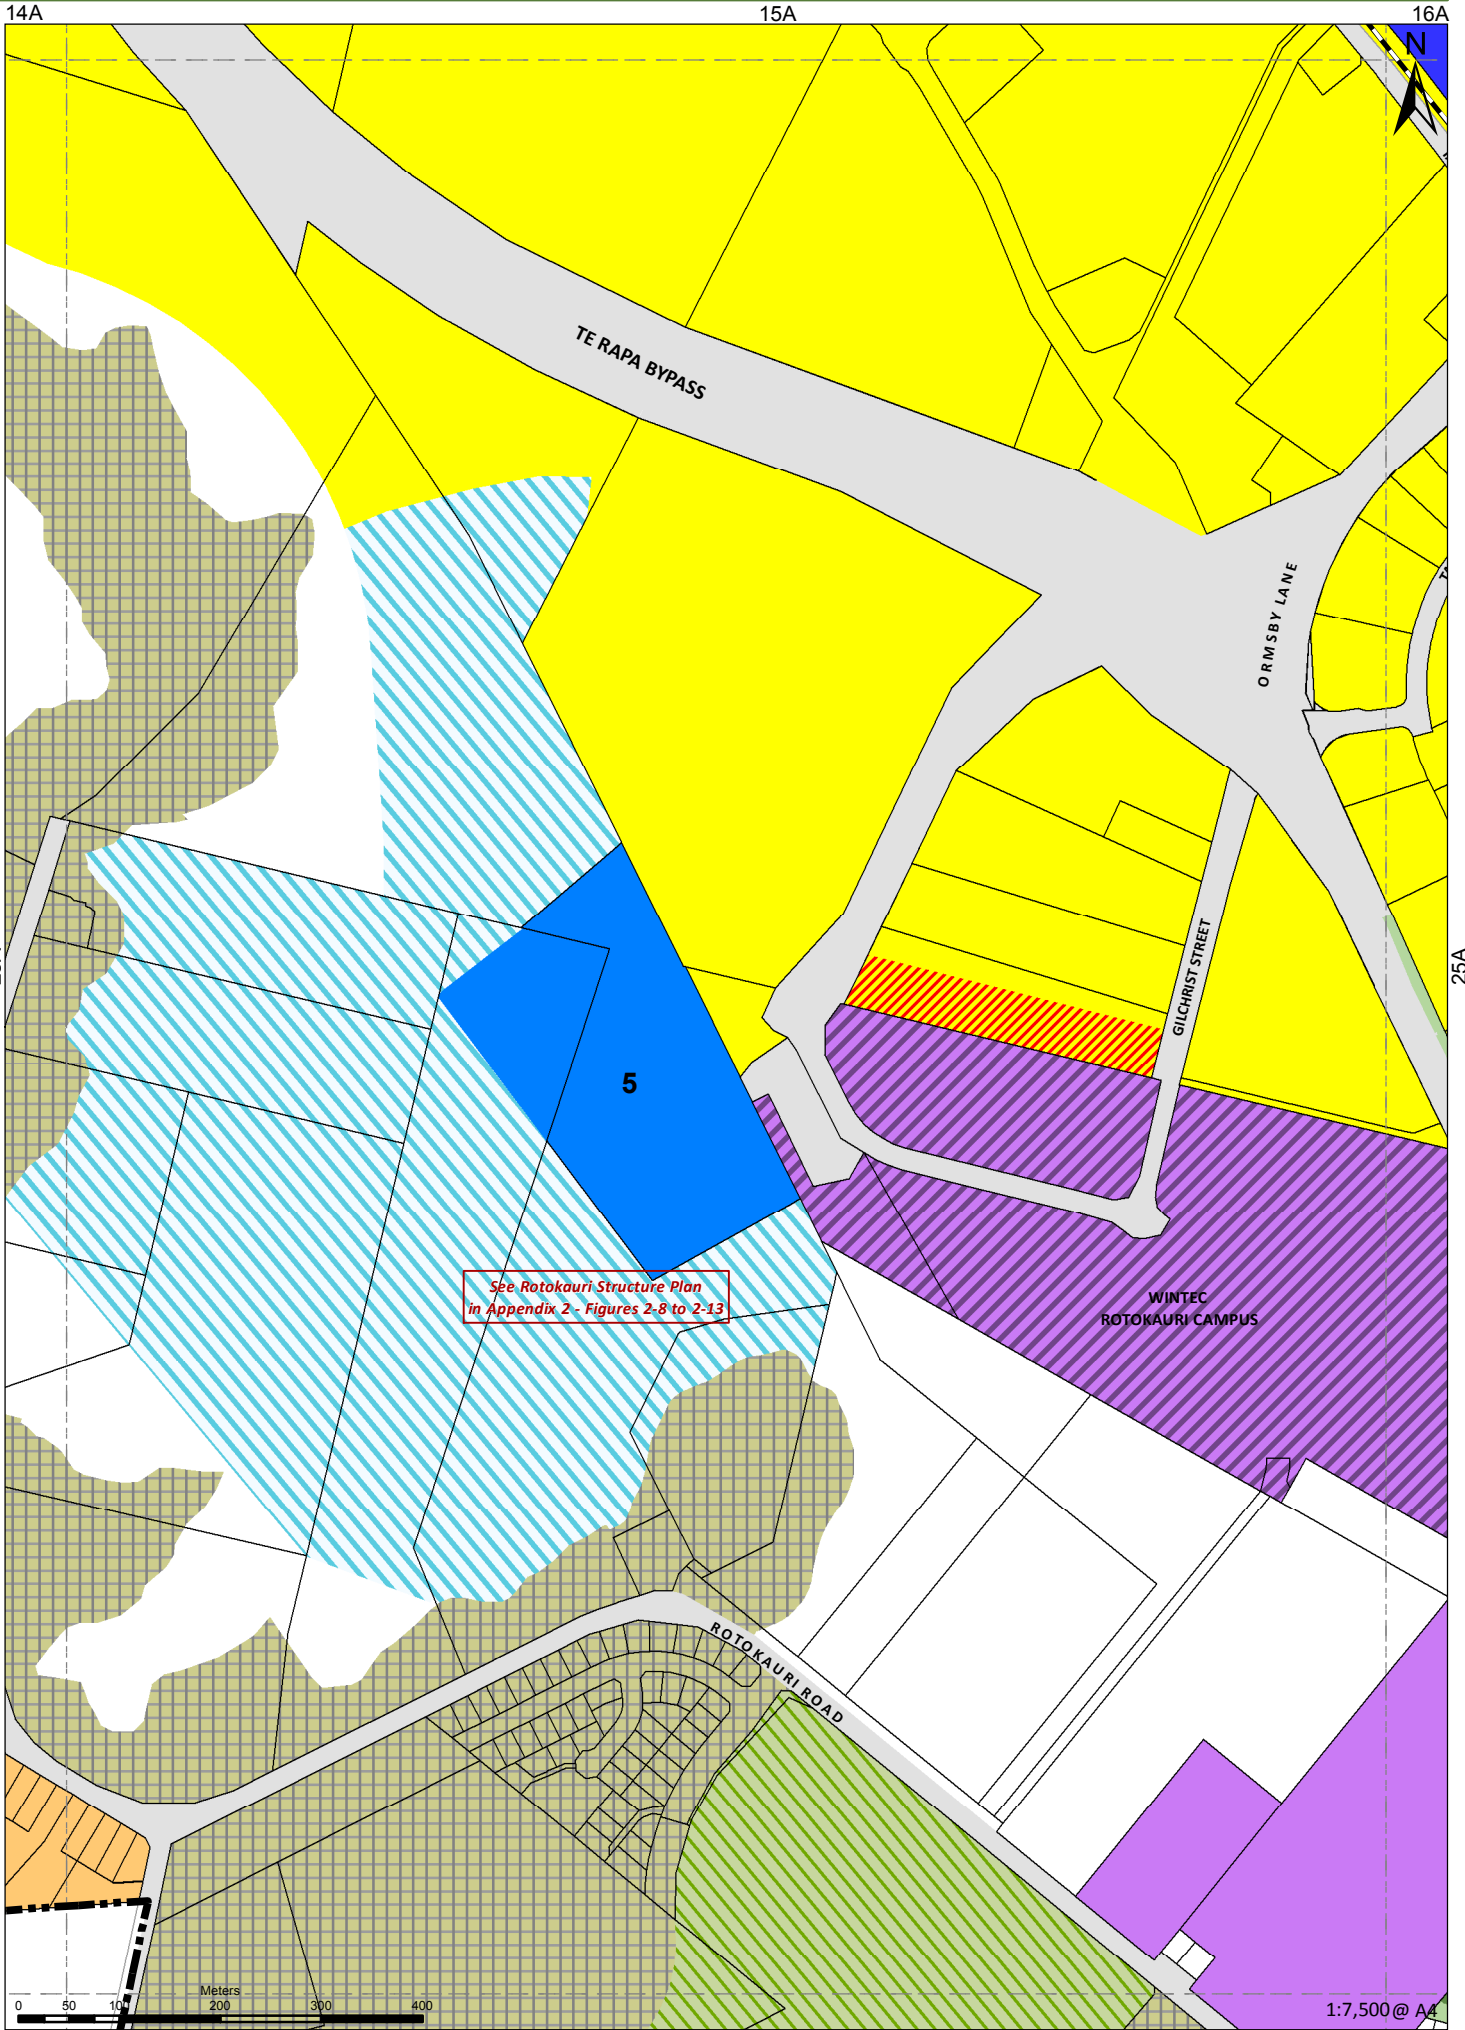 14A
15A
16A
N
TE RAPA BYPASS
ORMSBY LANE
GILCHRIST STREET
25A
5
See Rotokauri Structure Plan
in Appendix 2 - Figures 2-8 to 2-13
WINTEC
ROTOKAURI CAMPUS
ROTOKAURI ROAD
Meters
0 50 100 200 300 400
1:7,500 @ A4